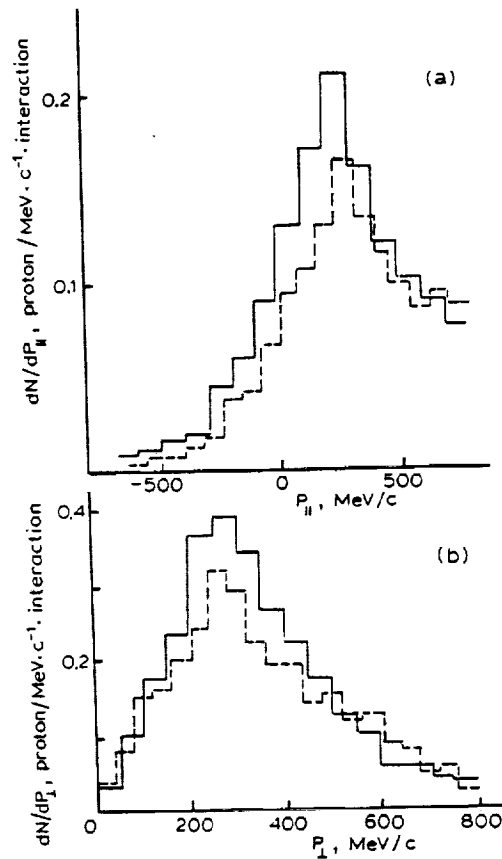 (a)
dN/dP∥, proton/MeV·c⁻¹·interaction
0.2
0.1
-500 0 500
P∥, MeV/c
(b)
dN/dP⊥, proton/MeV·c⁻¹·interaction
0.4
0.2
0 200 400 600 800
P⊥, MeV/c